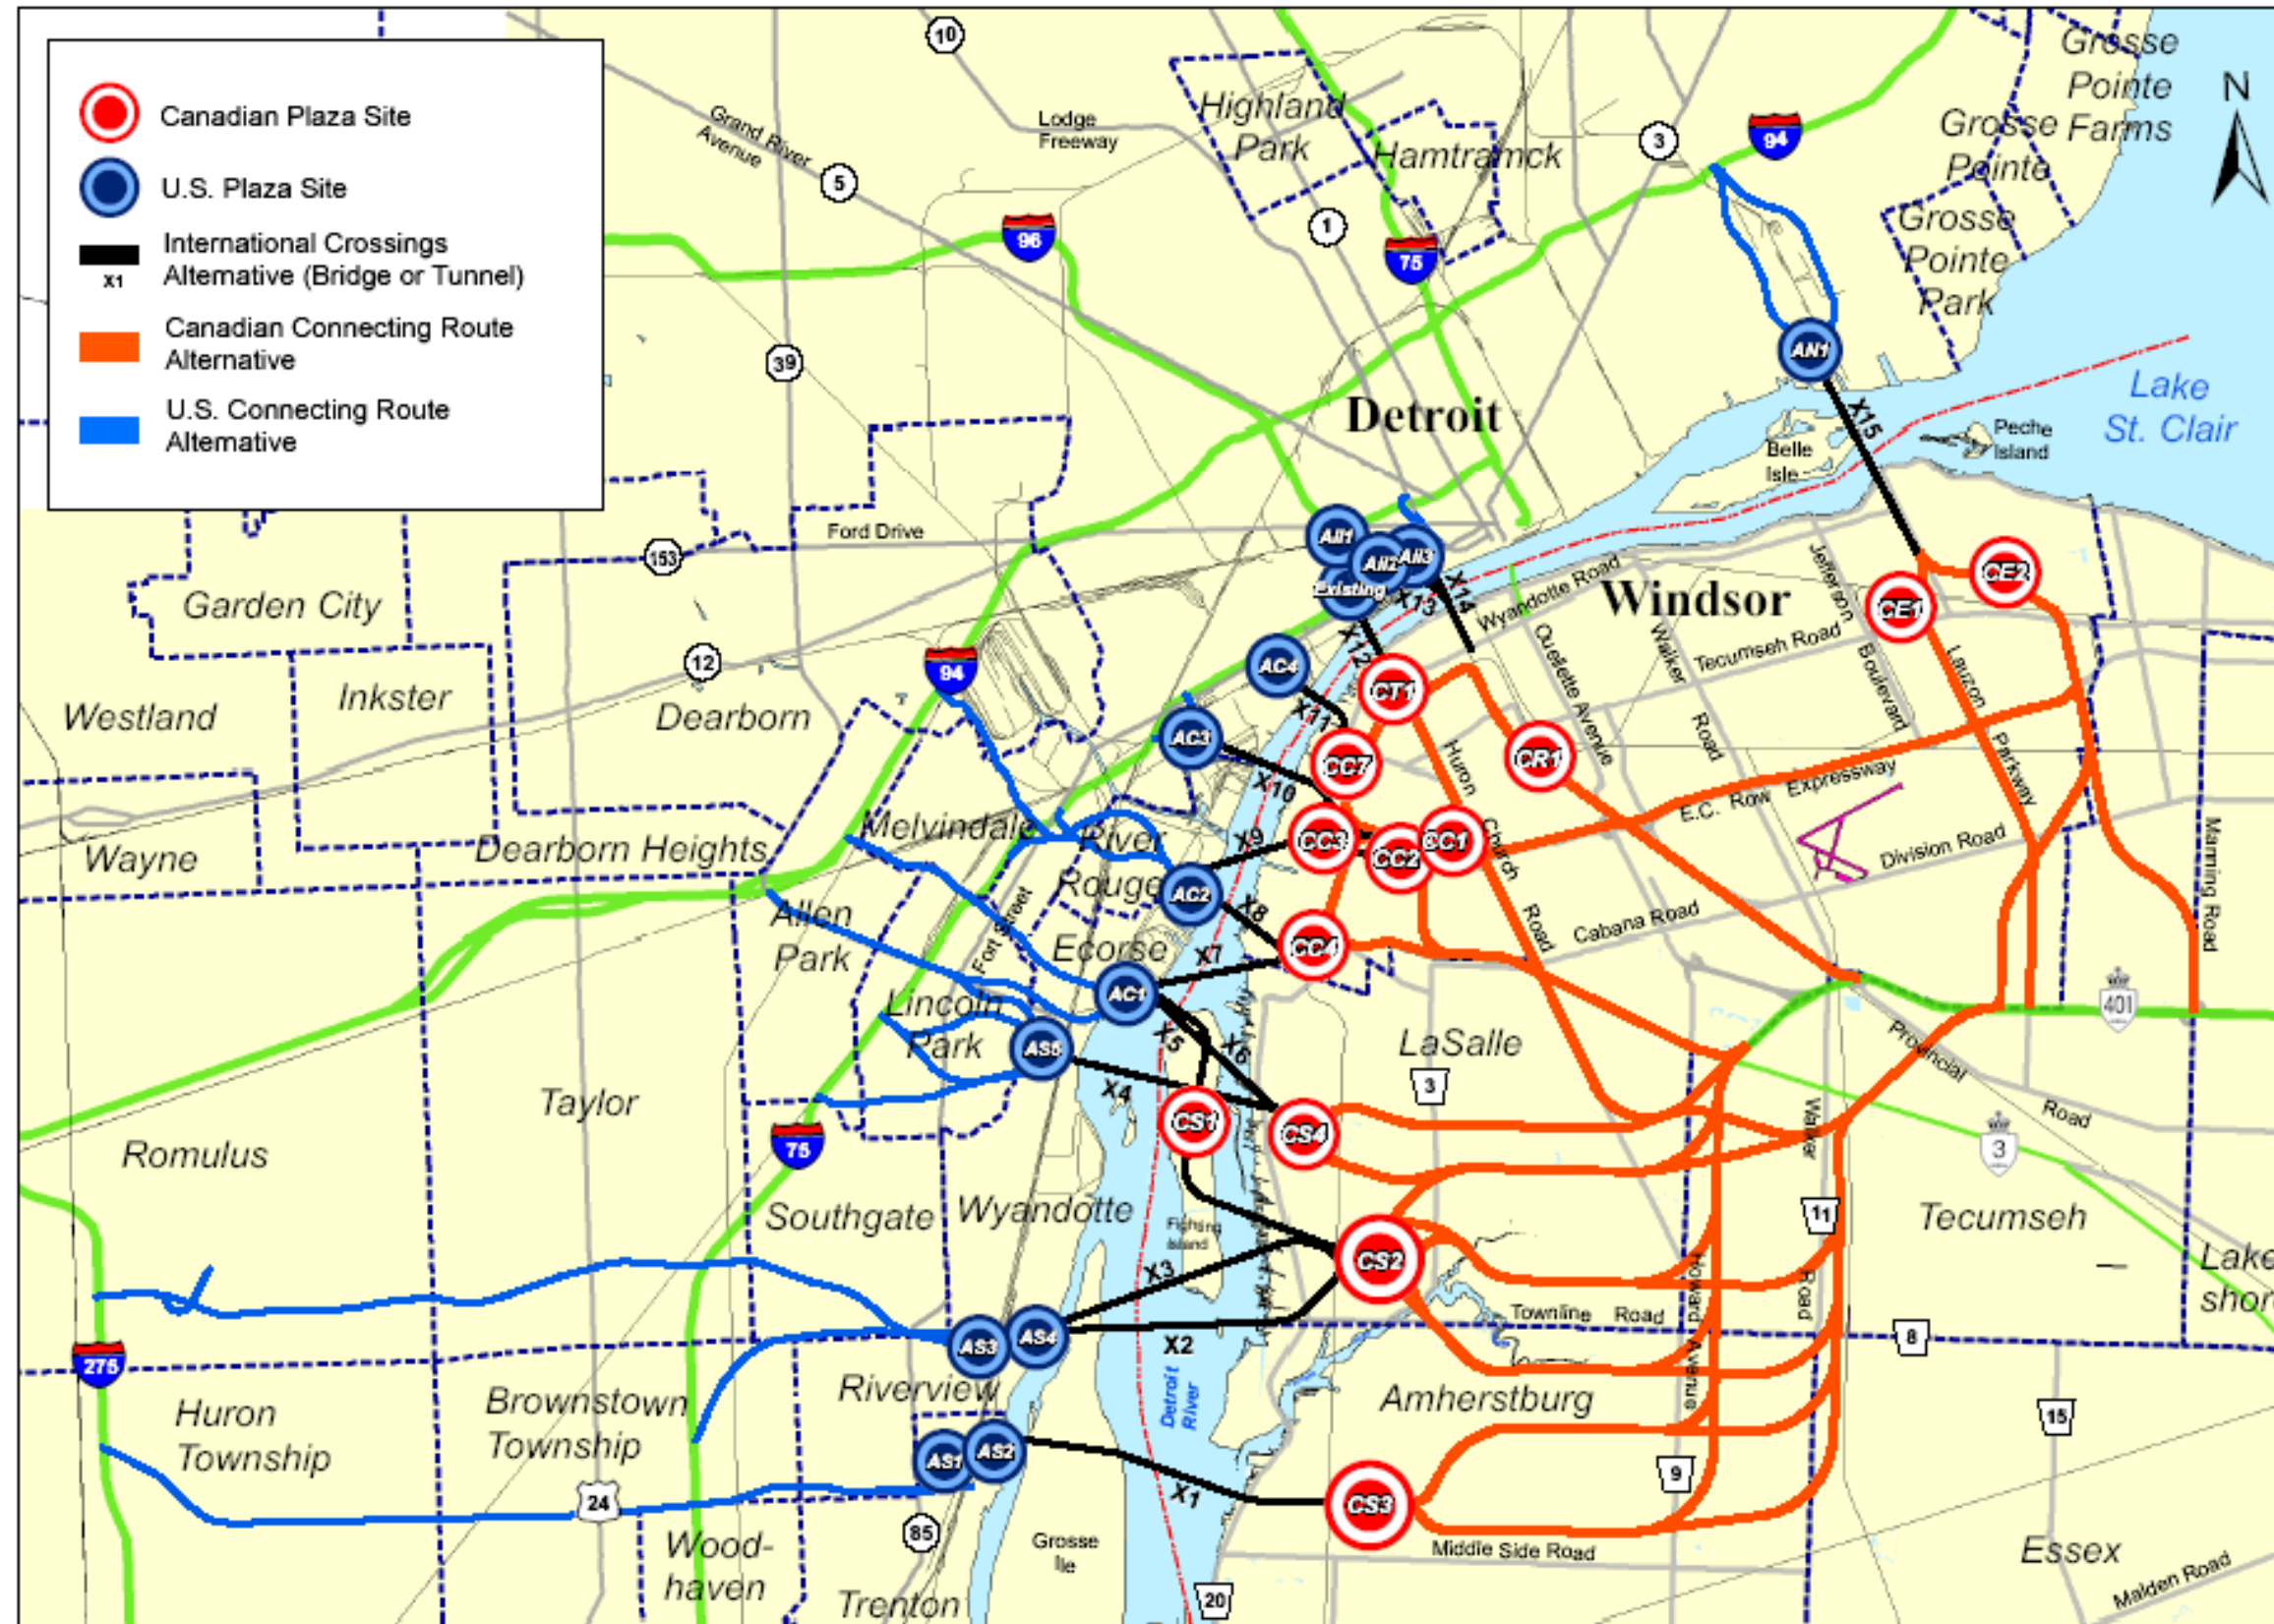 Canadian Plaza Site
U.S. Plaza Site
International Crossings
Alternative (Bridge or Tunnel)
X1
Canadian Connecting Route
Alternative
U.S. Connecting Route
Alternative
10
Grand River
Avenue
5
Lodge
Freeway
Highland
Park
Hamtramck
3
94
Grosse
Pointe
Farms
Grosse
Pointe
Grosse
Pointe
Park
N
96
1
75
39
AN1
X15
Lake
St. Clair
Peche
Island
Belle
Isle
Detroit
Ford Drive
153
AII1
AII2
AII3
Existing
X13
X14
X12
Wyandotte Road
Windsor
Jefferson
Boulevard
CE2
CE1
Garden City
12
94
Inkster
Westland
Dearborn
AC4
X11
CT1
AC3
X10
CC7
Huron
Church
Road
CR1
Ouellette Avenue
Walker
Road
Tecumseh Road
Lauzon
Parkway
E.C. Row Expressway
Division Road
Manning Road
Wayne
Dearborn Heights
Melvindale
River
Rouge
X9
CC3
CC2
CC1
AC2
X8
Allen
Park
Fort Street
Ecorse
X7
CC4
Cabana Road
401
AC1
Lincoln
Park
X5
X6
AS5
X4
LaSalle
3
Provincial
Road
3
Taylor
CS1
CS4
Walker
Road
75
Romulus
Southgate
Wyandotte
Fighting
Island
11
Tecumseh
CS2
Lake
shor
X3
Howard Avenue
Townline Road
8
AS3
AS4
X2
275
Riverview
Detroit
River
Amherstburg
Huron
Township
Brownstown
Township
15
AS1
AS2
X1
9
CS3
24
85
Grosse
Ile
Middle Side Road
Essex
Wood-
haven
Trenton
20
Malden Road